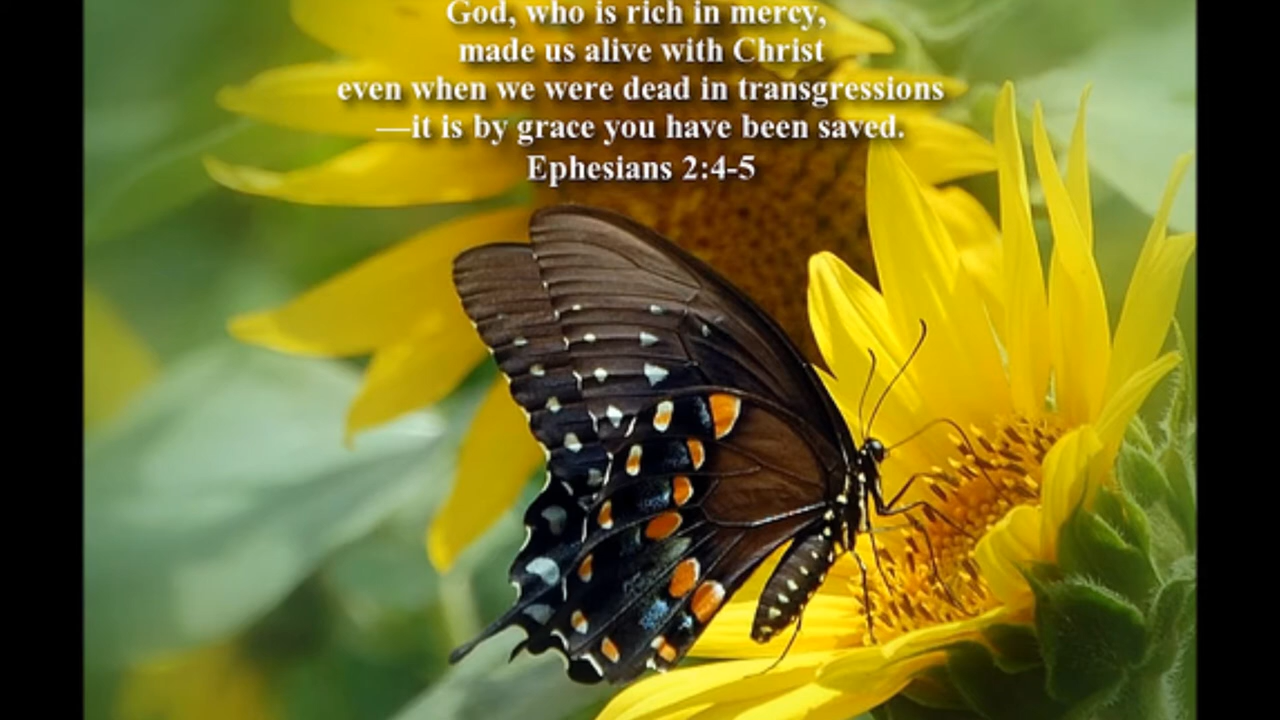 God, who is rich in mercy,
made us alive with Christ
even when we were dead in transgressions
—it is by grace you have been saved.
Ephesians 2:4-5